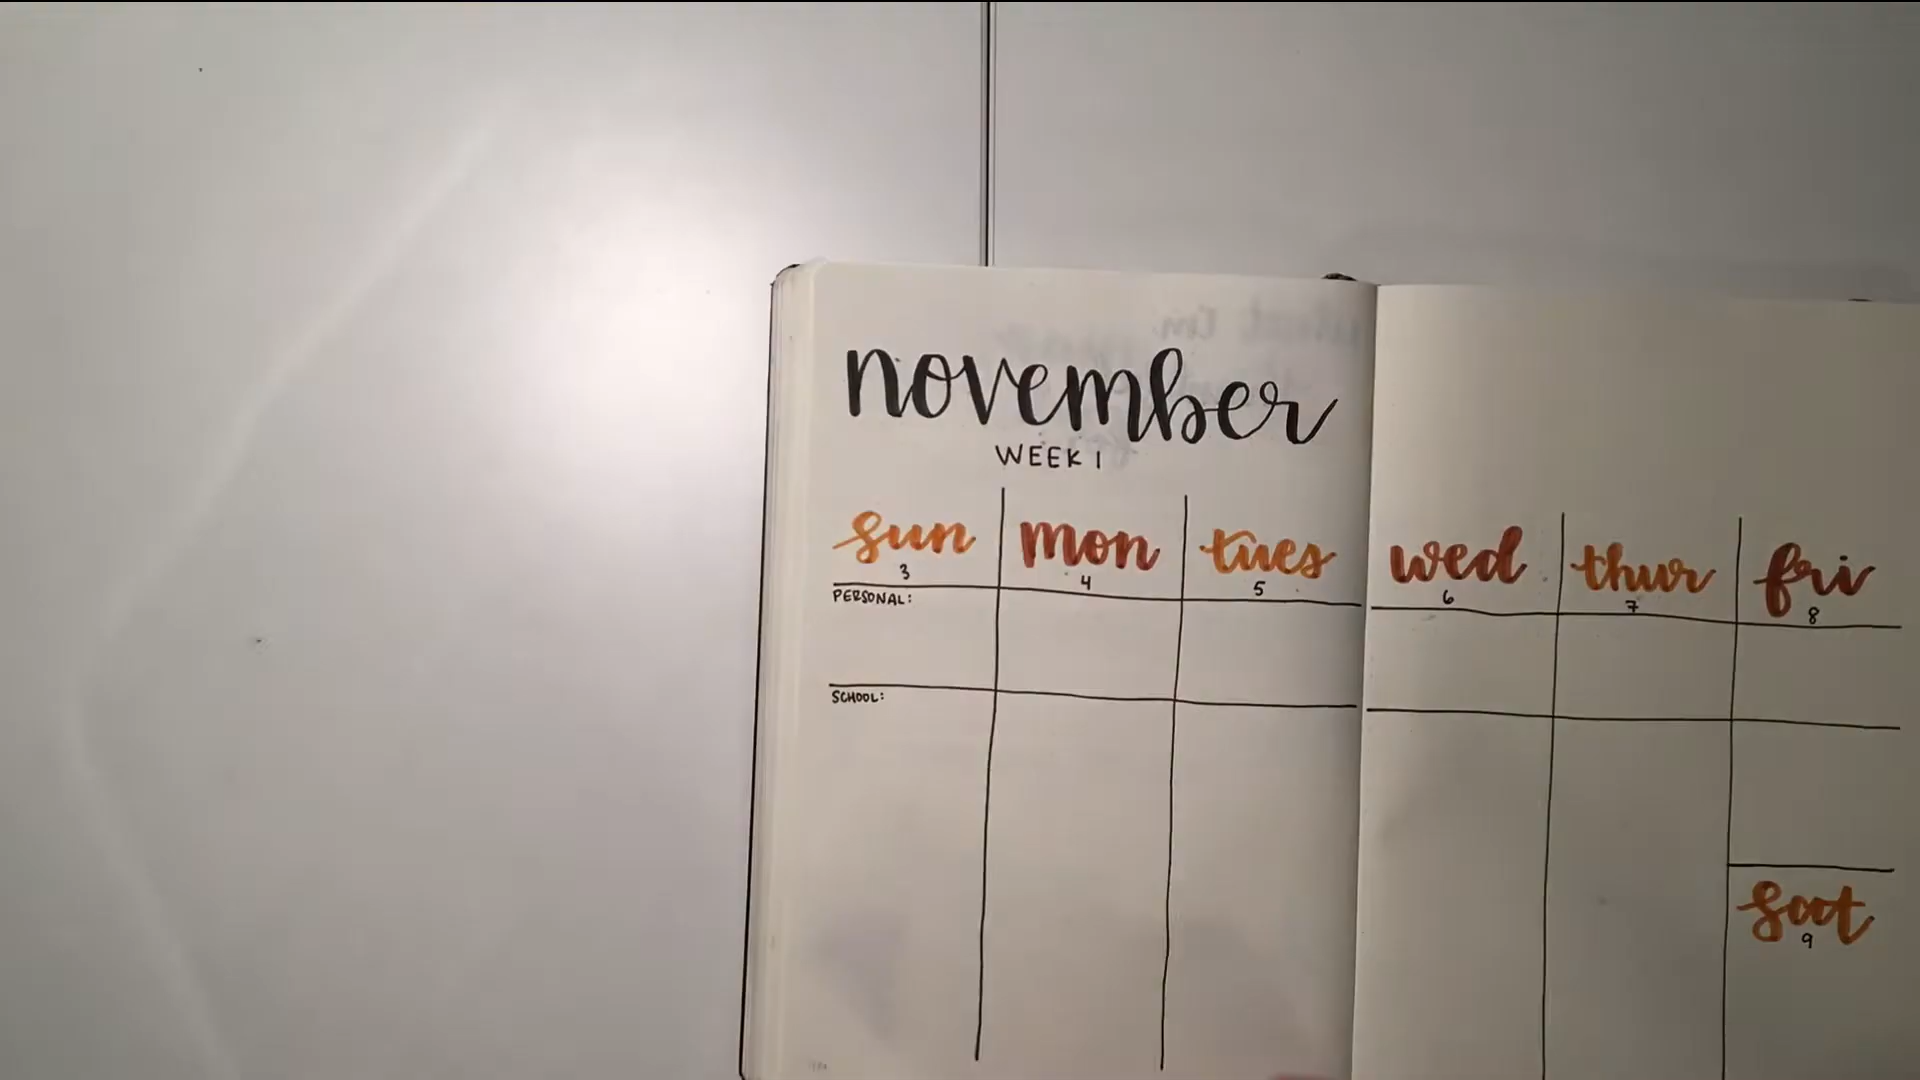 november
WEEK 1
sun mon tues wed thur fri
3 4 5 6 7 8
PERSONAL:
SCHOOL:
sat
9